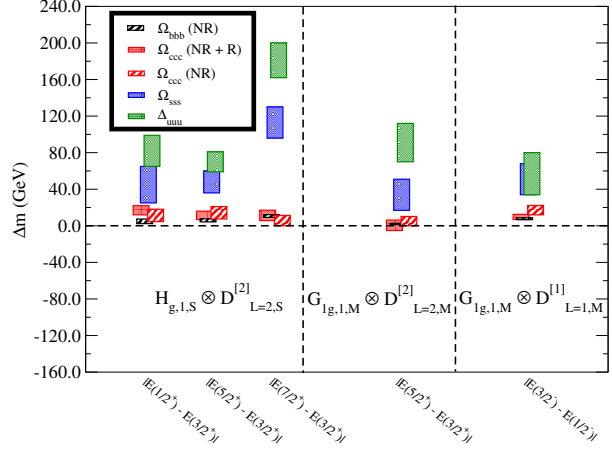 240.0
200.0
160.0
120.0
80.0
40.0
0.0
-40.0
-80.0
-120.0
-160.0
Δm (GeV)
Ω_bbb (NR)
Ω_ccc (NR + R)
Ω_ccc (NR)
Ω_sss
Δ_uuu
H_g,1,S ⊗ D^[2]_L=2,S
G_1g,1,M ⊗ D^[2]_L=2,M
G_1g,1,M ⊗ D^[1]_L=1,M
|E(1/2⁺) - E(3/2⁺)|
|E(5/2⁺) - E(3/2⁺)|
|E(7/2⁺) - E(3/2⁺)|
|E(5/2⁺) - E(3/2⁺)|
|E(3/2⁻) - E(1/2⁻)|